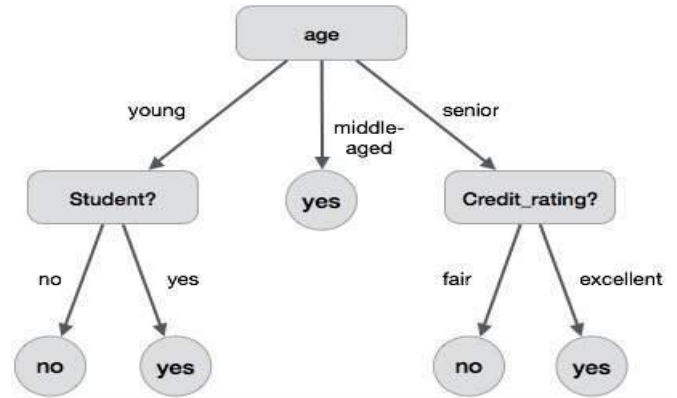 age
young
middle-
aged
senior
Student?
yes
Credit_rating?
no
yes
fair
excellent
no
yes
no
yes